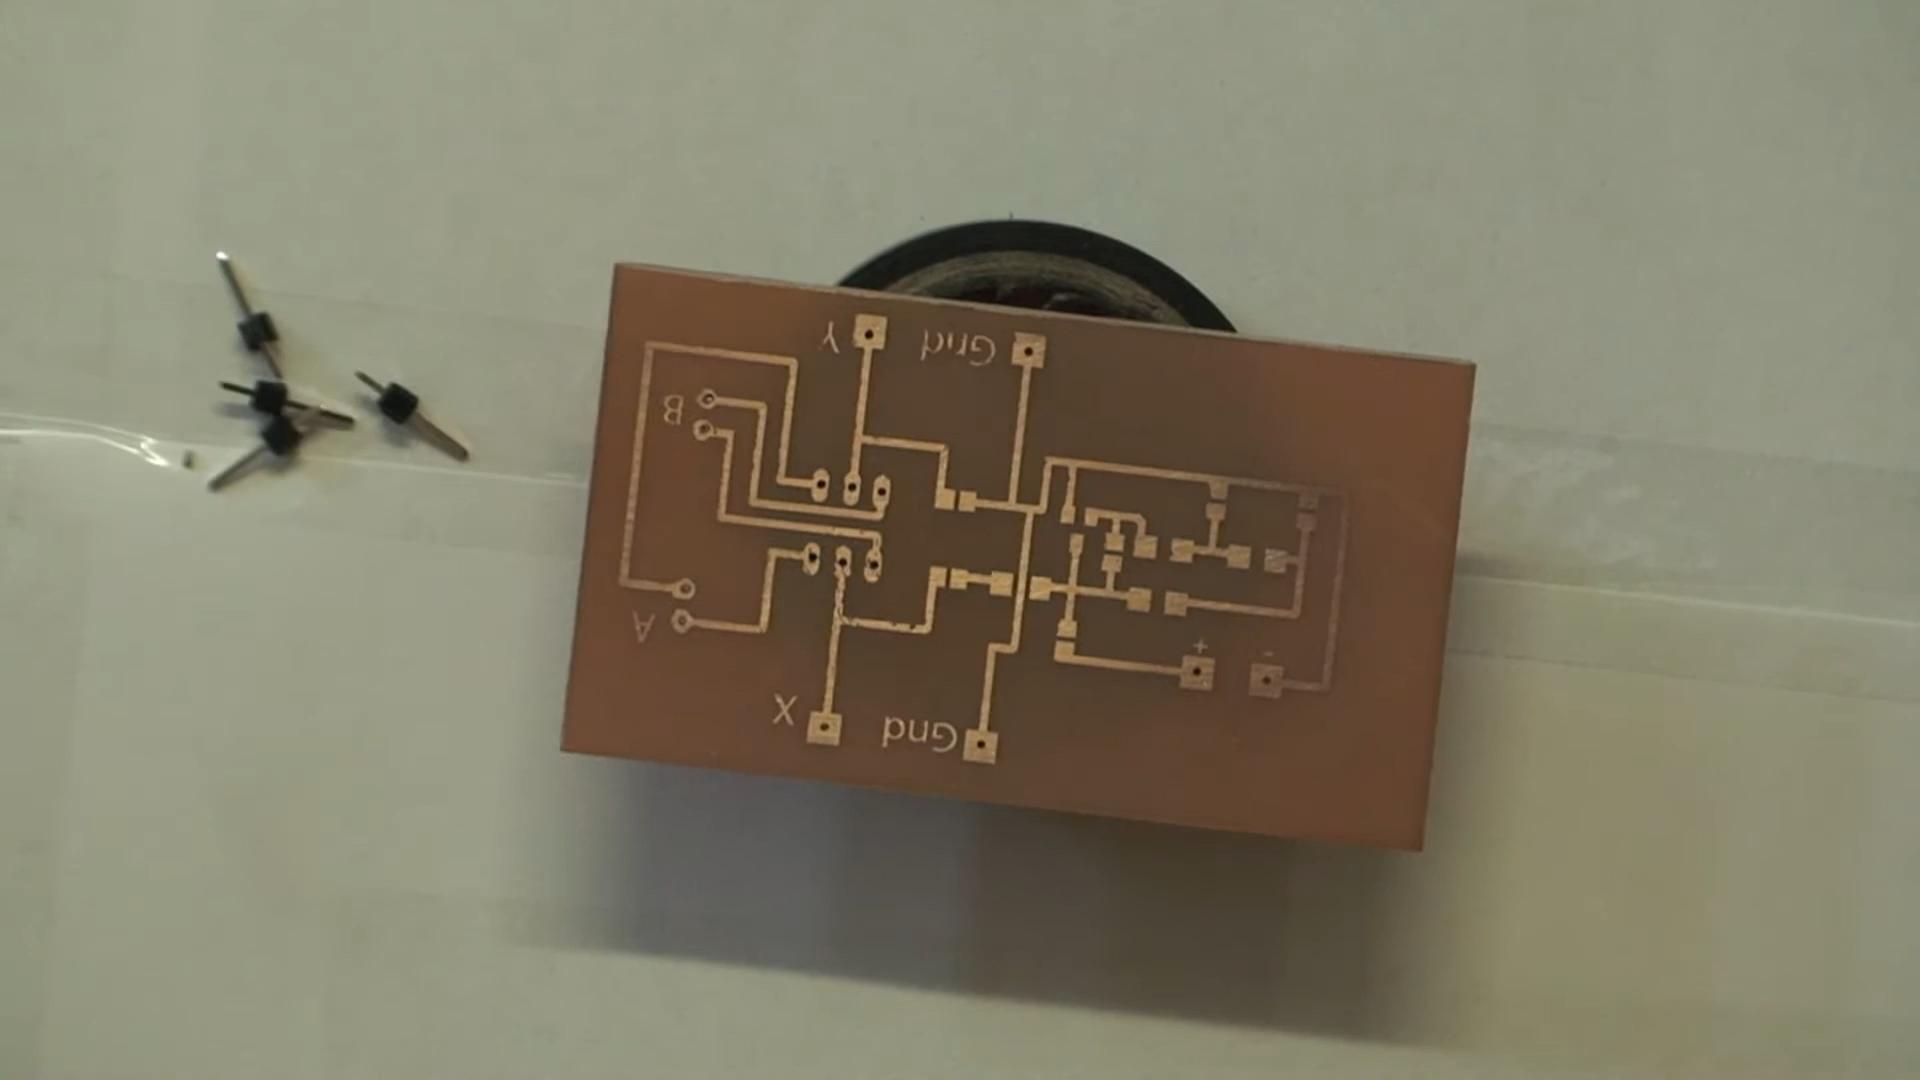 Gnd X
- +
A
B
Gnd Y